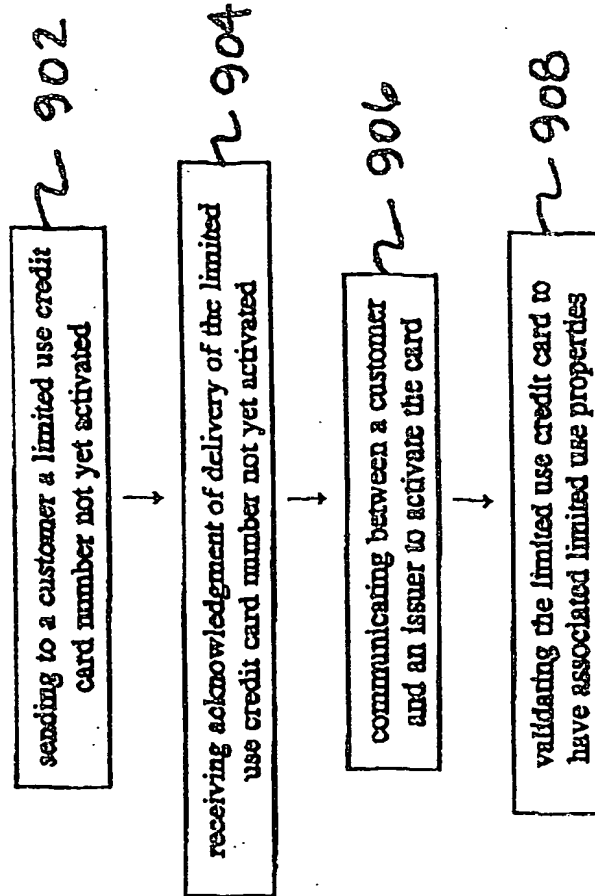 sending to a customer a limited use credit
card number not yet activated
902
receiving acknowledgment of delivery of the limited
use credit card number not yet activated
904
communicating between a customer
and an issuer to activate the card
906
validating the limited use credit card to
have associated limited use properties
908